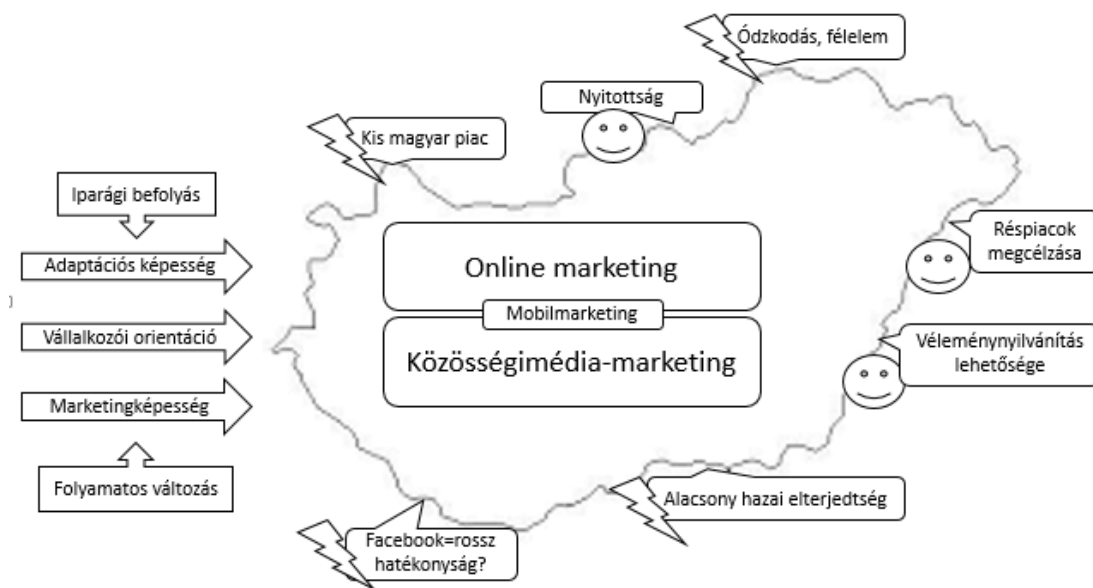 Ódzkodás, félelem
Nyitottság
Kis magyar piac
Iparági befolyás
Adaptációs képesség
Vállalkozói orientáció
Marketingképesség
Folyamatos változás
Online marketing
Mobilmarketing
Közösségimédia-marketing
Réspiacok
megcélzása
Véleménynyilvánítás
lehetősége
Alacsony hazai elterjedtség
Facebook=rossz
hatékonyság?